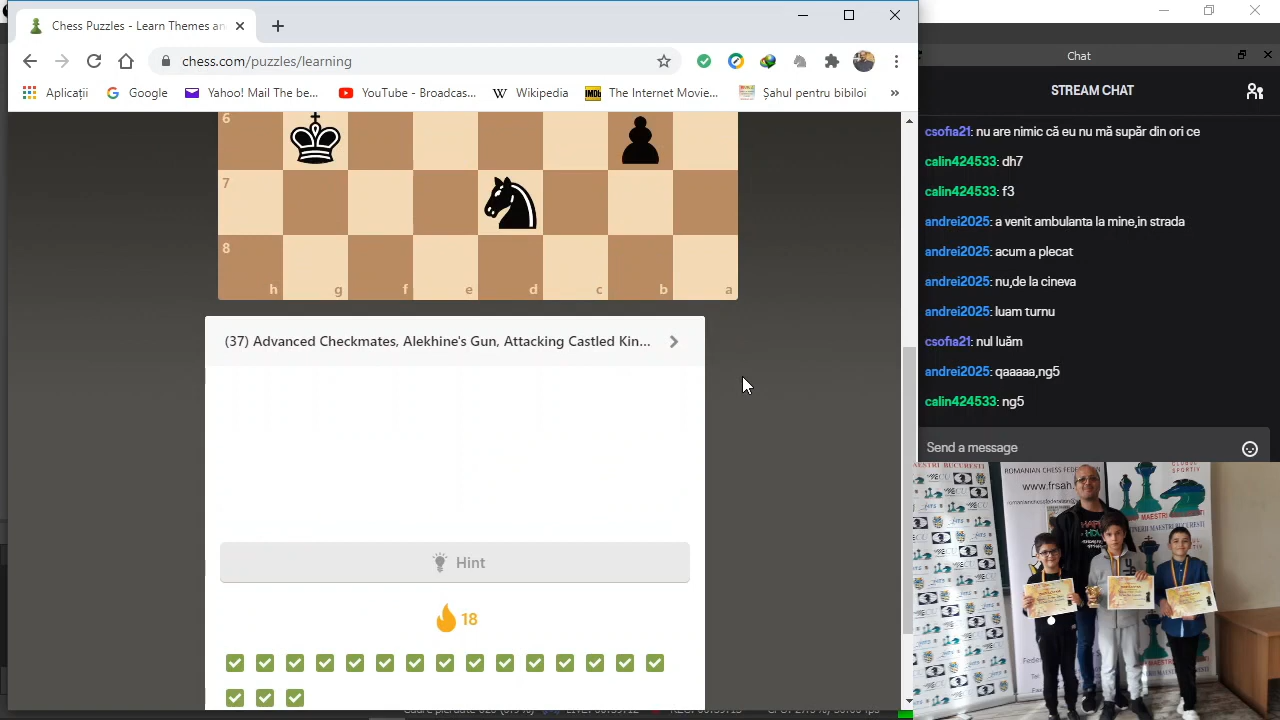 Chess Puzzles - Learn Themes an
chess.com/puzzles/learning
Aplicații
Google
Yahoo! Mail The be...
YouTube - Broadcas...
Wikipedia
IMDb
The Internet Movie...
Șahul pentru bibiloi
»
6
7
8
h g f e d c b a
(37) Advanced Checkmates, Alekhine's Gun, Attacking Castled Kin...
Hint
18
Chat
STREAM CHAT
csofia21: nu are nimic că eu nu mă supăr din ori ce
calin424533: dh7
calin424533: f3
andrei2025: a venit ambulanta la mine,in strada
andrei2025: acum a plecat
andrei2025: nu,de la cineva
andrei2025: luam turnu
csofia21: nul luăm
andrei2025: qaaaaa,ng5
calin424533: ng5
Send a message
ROMANIAN CHESS FEDERATION
www.frsah.